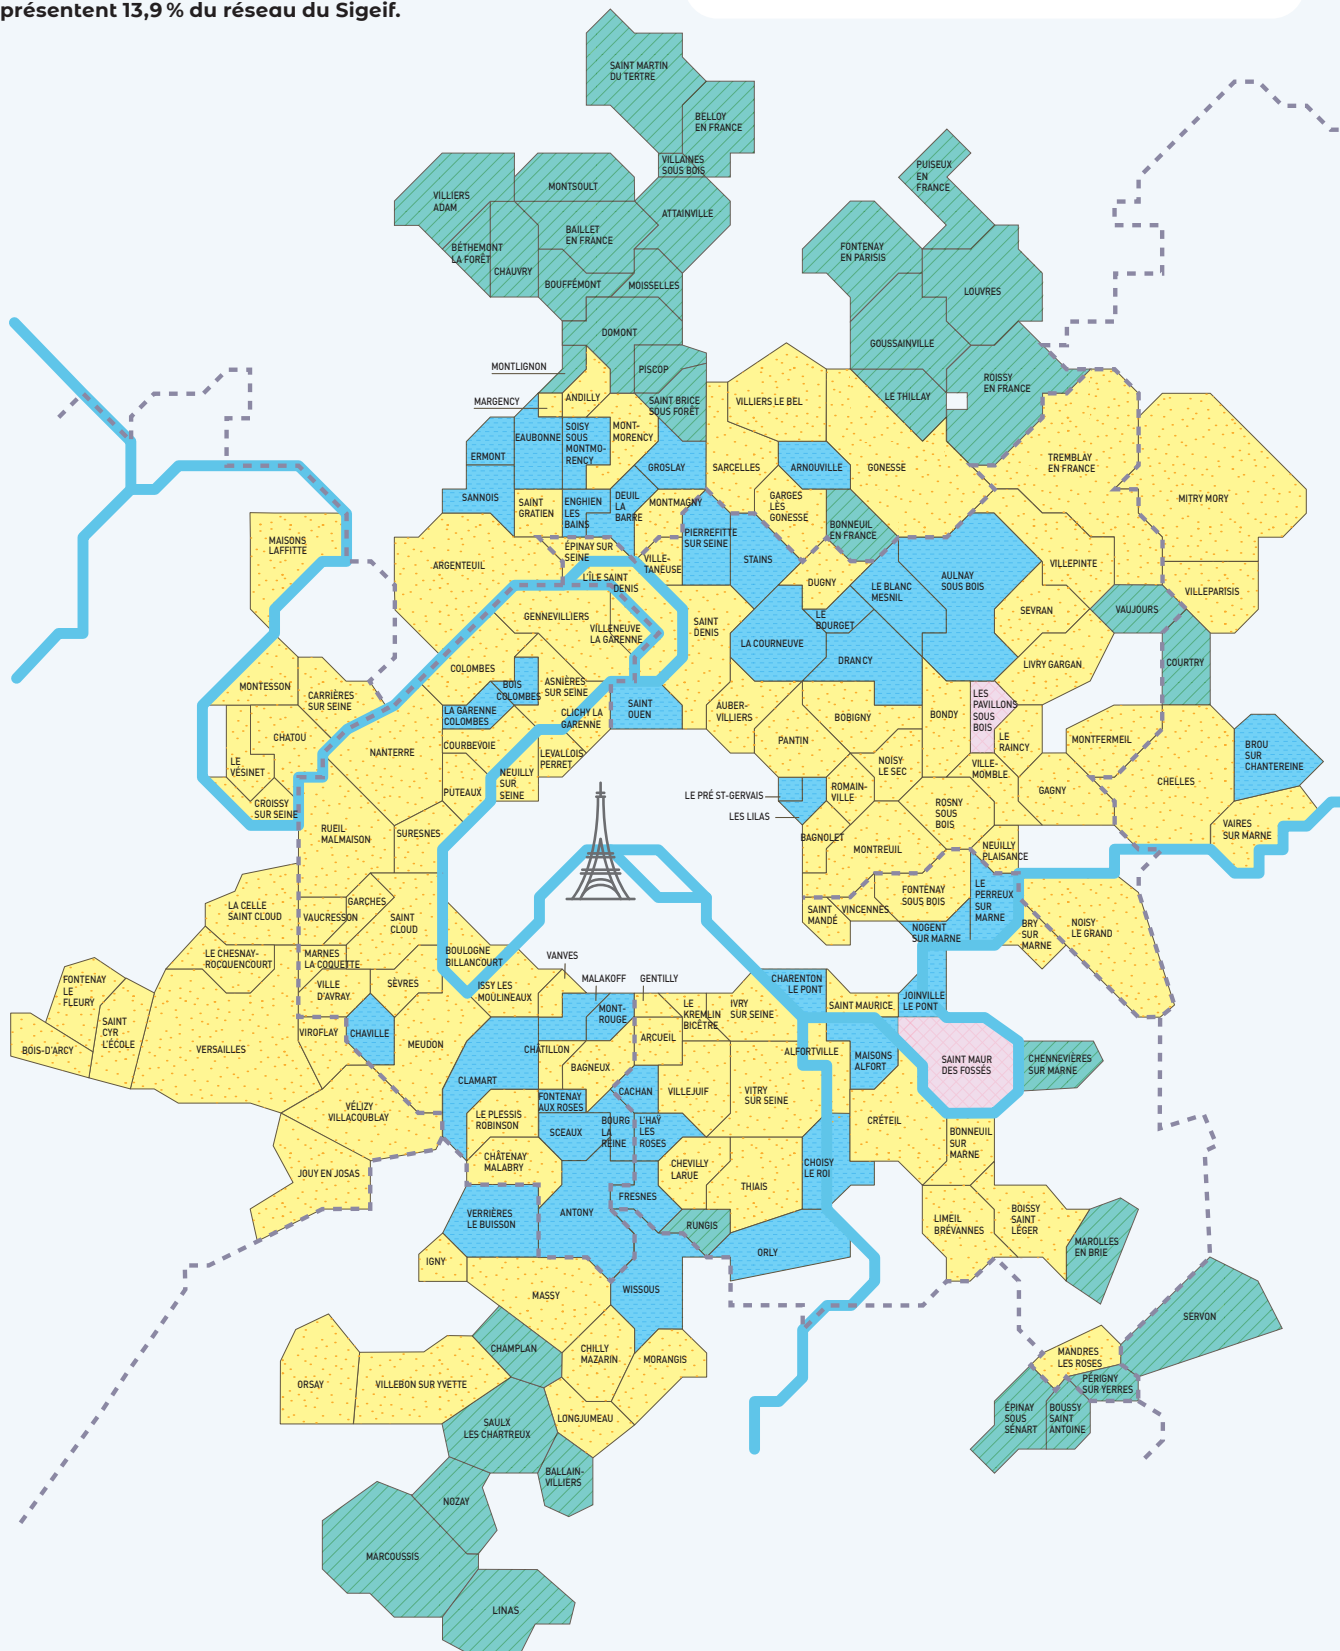 présentent 13,9 % du réseau du Sigeif.
SAINT MARTIN
DU TERTRE
BELLOY
EN FRANCE
VILLAINES
SOUS BOIS
PUISEUX
EN
FRANCE
VILLIERS
ADAM
MONTSOULT
ATTAINVILLE
BAILLET
EN FRANCE
BÉTHEMONT
LA FORÊT
CHAUVRY
FONTENAY
EN PARISIS
BOUFFÉMONT
MOISSELLES
LOUVRES
DOMONT
GOUSSAINVILLE
MONTLIGNON
PISCOP
ROISSY
EN FRANCE
MARGENCY
ANDILLY
SAINT BRICE
SOUS FORÊT
VILLIERS LE BEL
LE THILLAY
EAUBONNE
SOISY
SOUS
MONTMO-
RENCY
MONT-
MORENCY
ERMONT
GROSLAY
SARCELLES
ARNOUVILLE
GONESSE
TREMBLAY
EN FRANCE
MITRY MORY
SANNOIS
SAINT
GRATIEN
ENGHIEN
LES
BAINS
DEUIL
LA
BARRE
MONTMAGNY
GARGES
LÈS
GONESSE
BONNEUIL
EN FRANCE
MAISONS
LAFFITTE
ARGENTEUIL
ÉPINAY SUR
SEINE
VILLE-
TANEUSE
PIERREFITTE
SUR SEINE
STAINS
DUGNY
LE BLANC
MESNIL
AULNAY
SOUS BOIS
VILLEPINTE
VILLEPARISIS
L'ÎLE SAINT
DENIS
GENNEVILLIERS
VILLENEUVE
LA GARENNE
SAINT
DENIS
LE
BOURGET
SEVRAN
VAUJOURS
LA COURNEUVE
DRANCY
LIVRY GARGAN
COURTRY
COLOMBES
BOIS
COLOMBES
ASNIÈRES
SUR SEINE
MONTESSON
CARRIÈRES
SUR SEINE
LA GARENNE
COLOMBES
CLICHY LA
GARENNE
SAINT
OUEN
AUBER-
VILLIERS
BOBIGNY
BONDY
LES
PAVILLONS
SOUS
BOIS
CHATOU
NANTERRE
COURBEVOIE
LEVALLOIS
PERRET
PANTIN
LE
RAINCY
MONTFERMEIL
BROU
SUR
CHANTEREINE
LE
VÉSINET
NOISY
LE SEC
VILLE-
MOMBLE
CHELLES
PUTEAUX
NEUILLY
SUR
SEINE
LE PRÉ ST-GERVAIS
ROMAIN-
VILLE
GAGNY
CROISSY
SUR SEINE
LES LILAS
ROSNY
SOUS
BOIS
RUEIL
MALMAISON
SURESNES
BAGNOLET
MONTREUIL
NEUILLY
PLAISANCE
VAIRES
SUR MARNE
LA CELLE
SAINT CLOUD
GARCHES
VAUCRESSON
SAINT
CLOUD
SAINT
MANDÉ
VINCENNES
FONTENAY
SOUS BOIS
LE
PERREUX
SUR
MARNE
NOGENT
SUR MARNE
BRY
SUR
MARNE
NOISY
LE GRAND
LE CHESNAY-
ROCQUENCOURT
MARNES
LA COQUETTE
BOULOGNE
BILLANCOURT
VANVES
MALAKOFF
GENTILLY
CHARENTON
LE PONT
FONTENAY
LE
FLEURY
VILLE
D'AVRAY
SÈVRES
ISSY LES
MOULINEAUX
MONT-
ROUGE
LE
KREMLIN
BICÊTRE
IVRY
SUR SEINE
SAINT MAURICE
JOINVILLE
LE PONT
SAINT
CYR
L'ÉCOLE
BOIS-D'ARCY
VERSAILLES
VIROFLAY
CHAVILLE
MEUDON
CHÂTILLON
ARCUEIL
ALFORTVILLE
MAISONS
ALFORT
SAINT MAUR
DES FOSSÉS
CHENNEVIÈRES
SUR MARNE
CLAMART
BAGNEUX
FONTENAY
AUX ROSES
CACHAN
VILLEJUIF
VITRY
SUR SEINE
VÉLIZY
VILLACOUBLAY
LE PLESSIS
ROBINSON
SCEAUX
BOURG
LA
REINE
L'HAŸ
LES
ROSES
CRÉTEIL
BONNEUIL
SUR
MARNE
JOUY EN JOSAS
CHÂTENAY
MALABRY
CHEVILLY
LARUE
THIAIS
CHOISY
LE ROI
VERRIÈRES
LE BUISSON
ANTONY
FRESNES
RUNGIS
LIMEIL
BRÉVANNES
BOISSY
SAINT
LÉGER
MAROLLES
EN BRIE
IGNY
ORLY
MASSY
WISSOUS
SERVON
CHAMPLAN
CHILLY
MAZARIN
MORANGIS
MANDRES
LES ROSES
ORSAY
VILLEBON SUR YVETTE
PÉRIGNY
SUR YERRES
SAULX
LES CHARTREUX
LONGJUMEAU
ÉPINAY
SOUS
SÉNART
BOUSSY
SAINT
ANTOINE
BALLAIN-
VILLIERS
NOZAY
MARCOUSSIS
LINAS